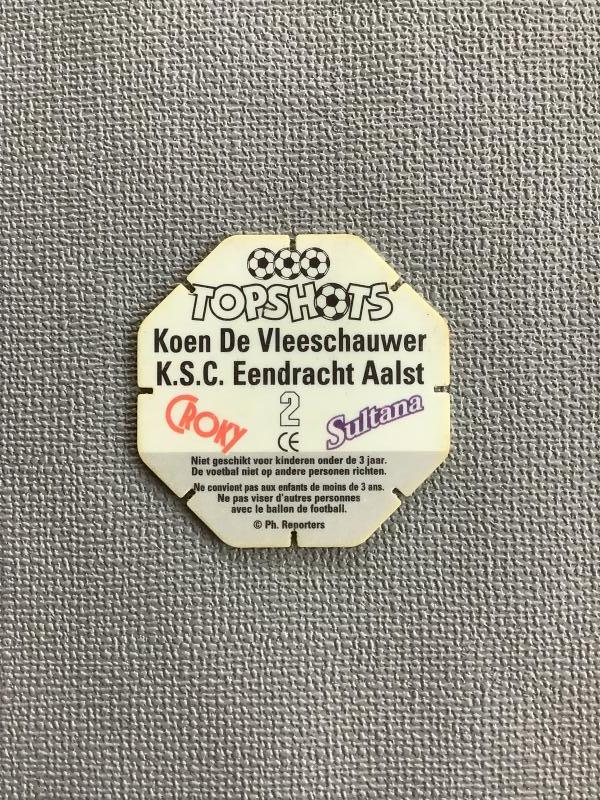 TOPSHOTS
Koen De Vleeschauwer
K.S.C. Eendracht Aalst
CROKY
2
Sultana
CE
Niet geschikt voor kinderen onder de 3 jaar.
De voetbal niet op andere personen richten.
Ne convient pas aux enfants de moins de 3 ans.
Ne pas viser d'autres personnes
avec le ballon de football.
© Ph. Reporters